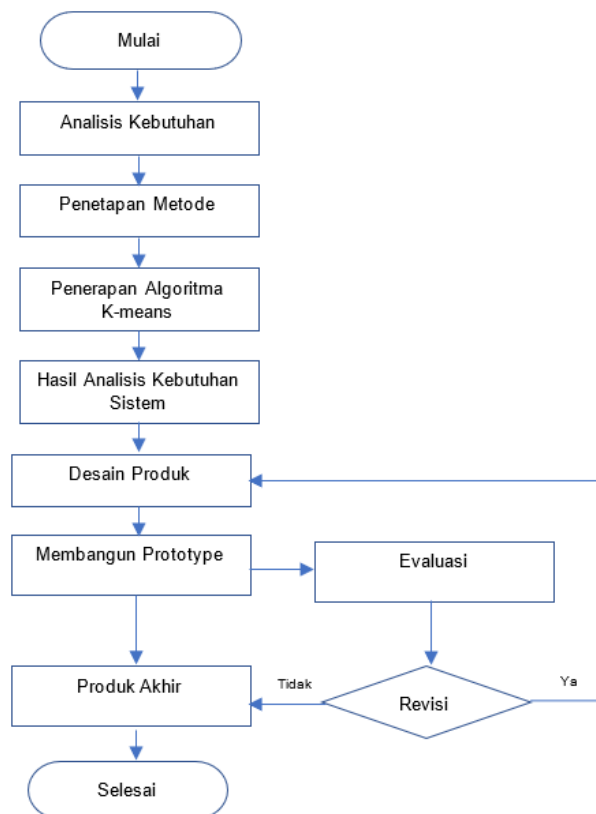 Mulai
Analisis Kebutuhan
Penetapan Metode
Penerapan Algoritma
K-means
Hasil Analisis Kebutuhan
Sistem
Desain Produk
Membangun Prototype
Evaluasi
Produk Akhir
Tidak
Revisi
Ya
Selesai